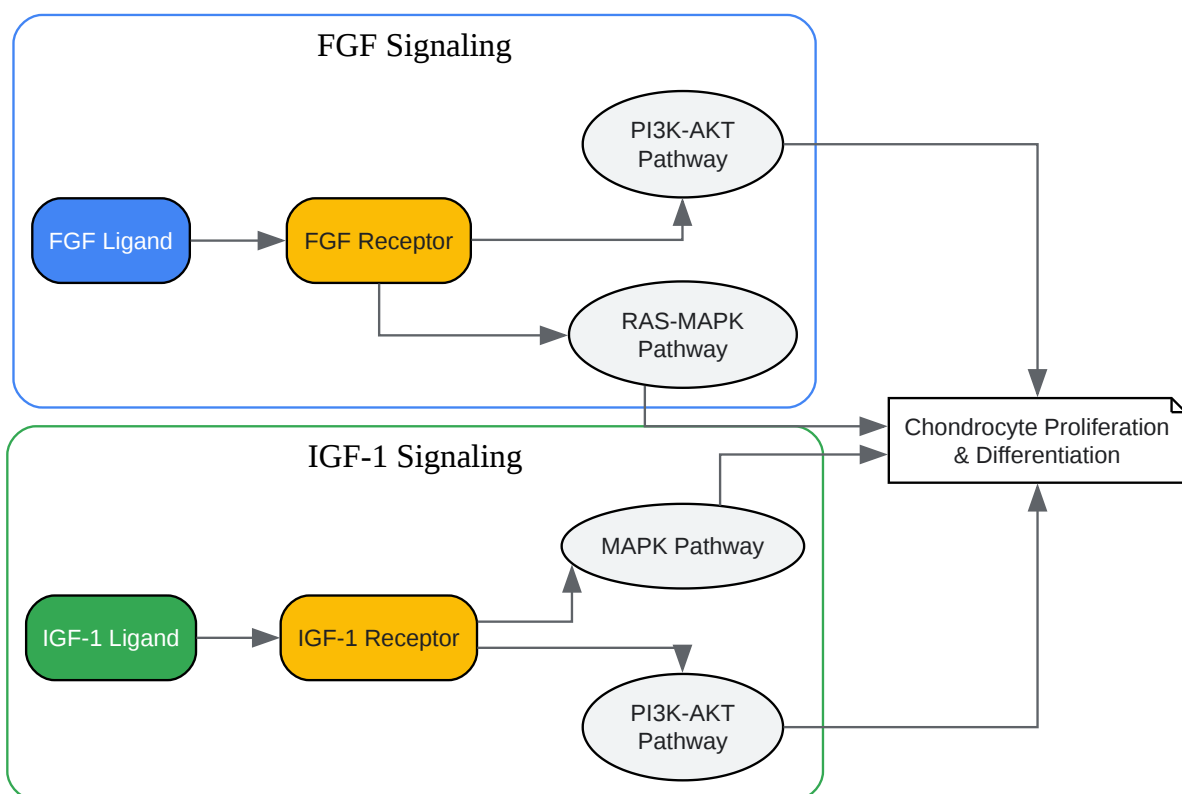 FGF Signaling
PI3K-AKT
Pathway
FGF Ligand
FGF Receptor
RAS-MAPK
Pathway
Chondrocyte Proliferation
& Differentiation
IGF-1 Signaling
MAPK Pathway
IGF-1 Ligand
IGF-1 Receptor
PI3K-AKT
Pathway